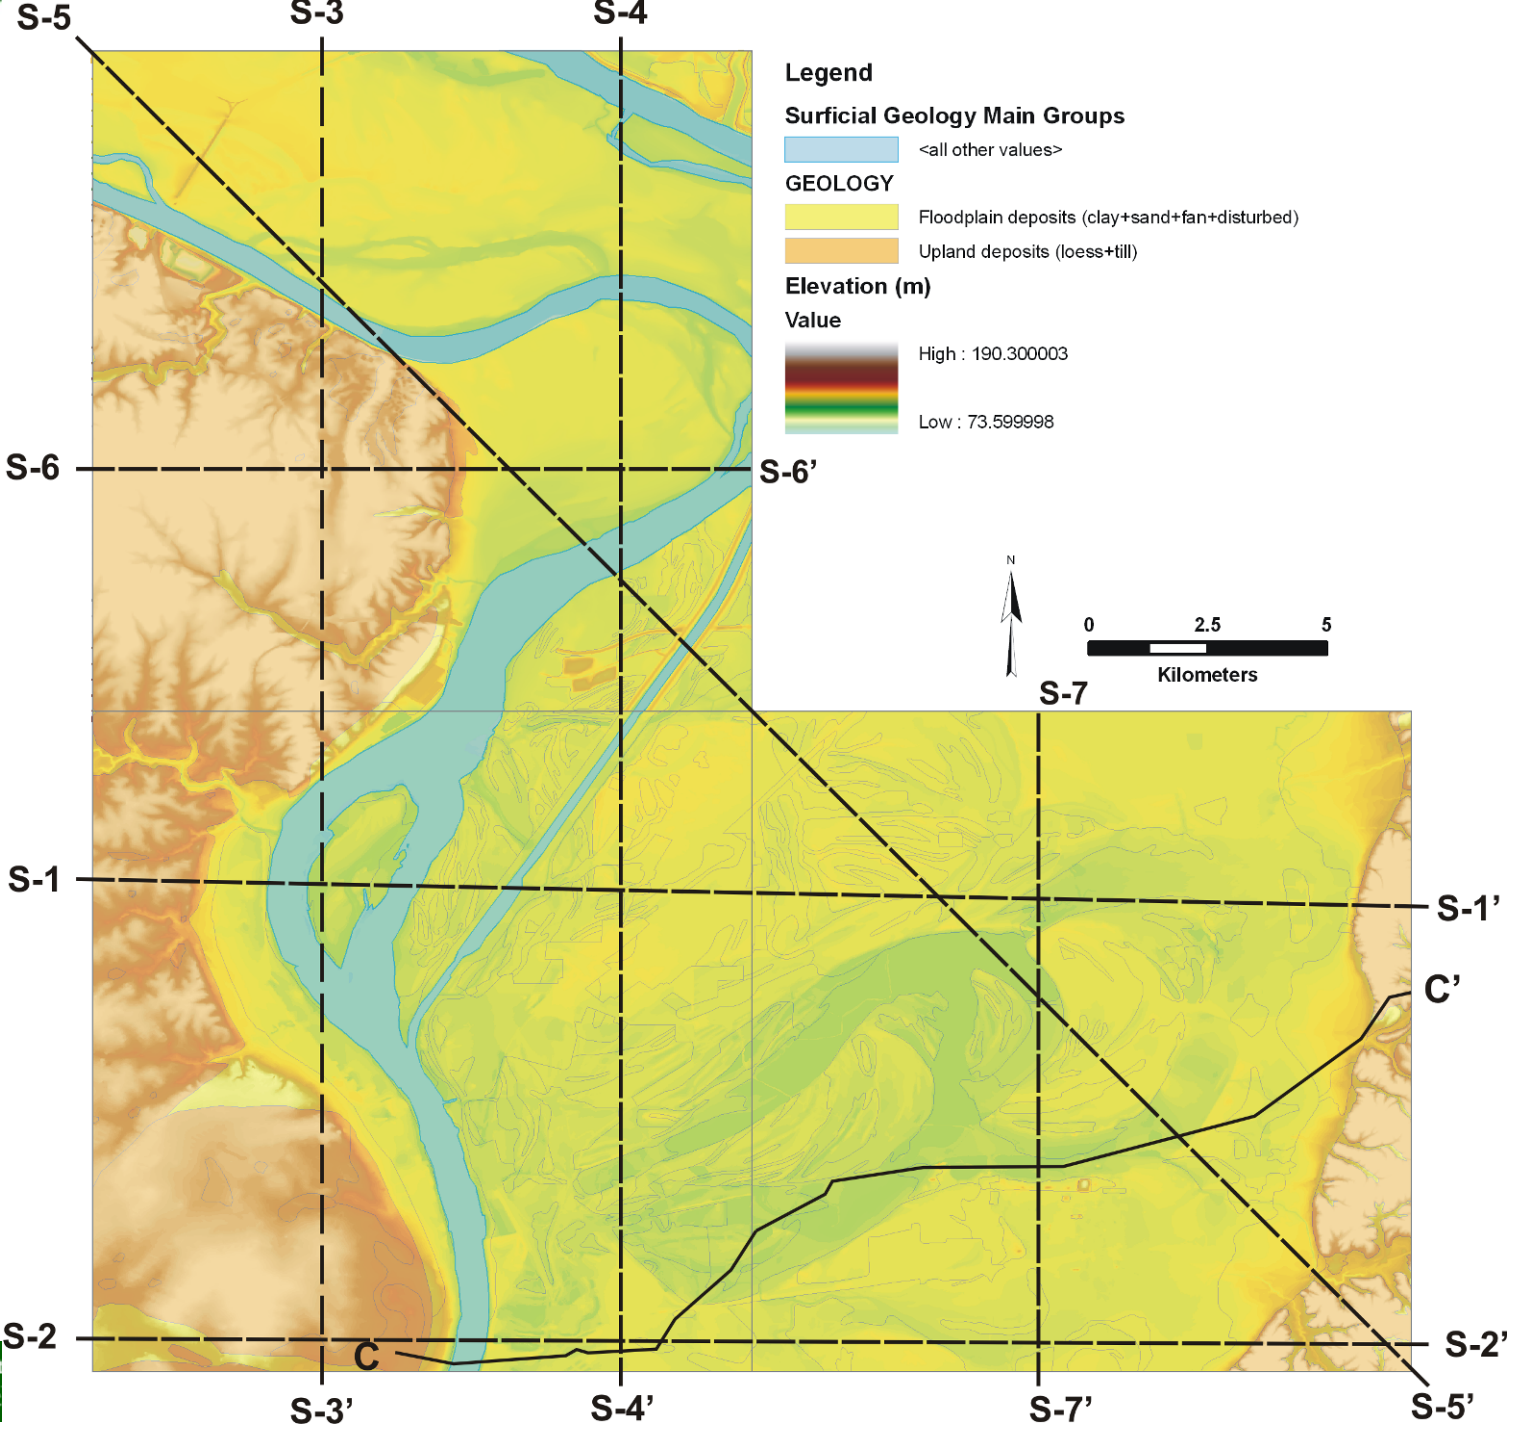 S-5
S-3
S-4
Legend
Surficial Geology Main Groups
<all other values>
GEOLOGY
Floodplain deposits (clay+sand+fan+disturbed)
Upland deposits (loess+till)
Elevation (m)
Value
High : 190.300003
Low : 73.599998
S-6
S-6’
N
0 2.5 5
Kilometers
S-7
S-1
S-1’
C’
S-2
C
S-2’
S-3’
S-4’
S-7’
S-5’